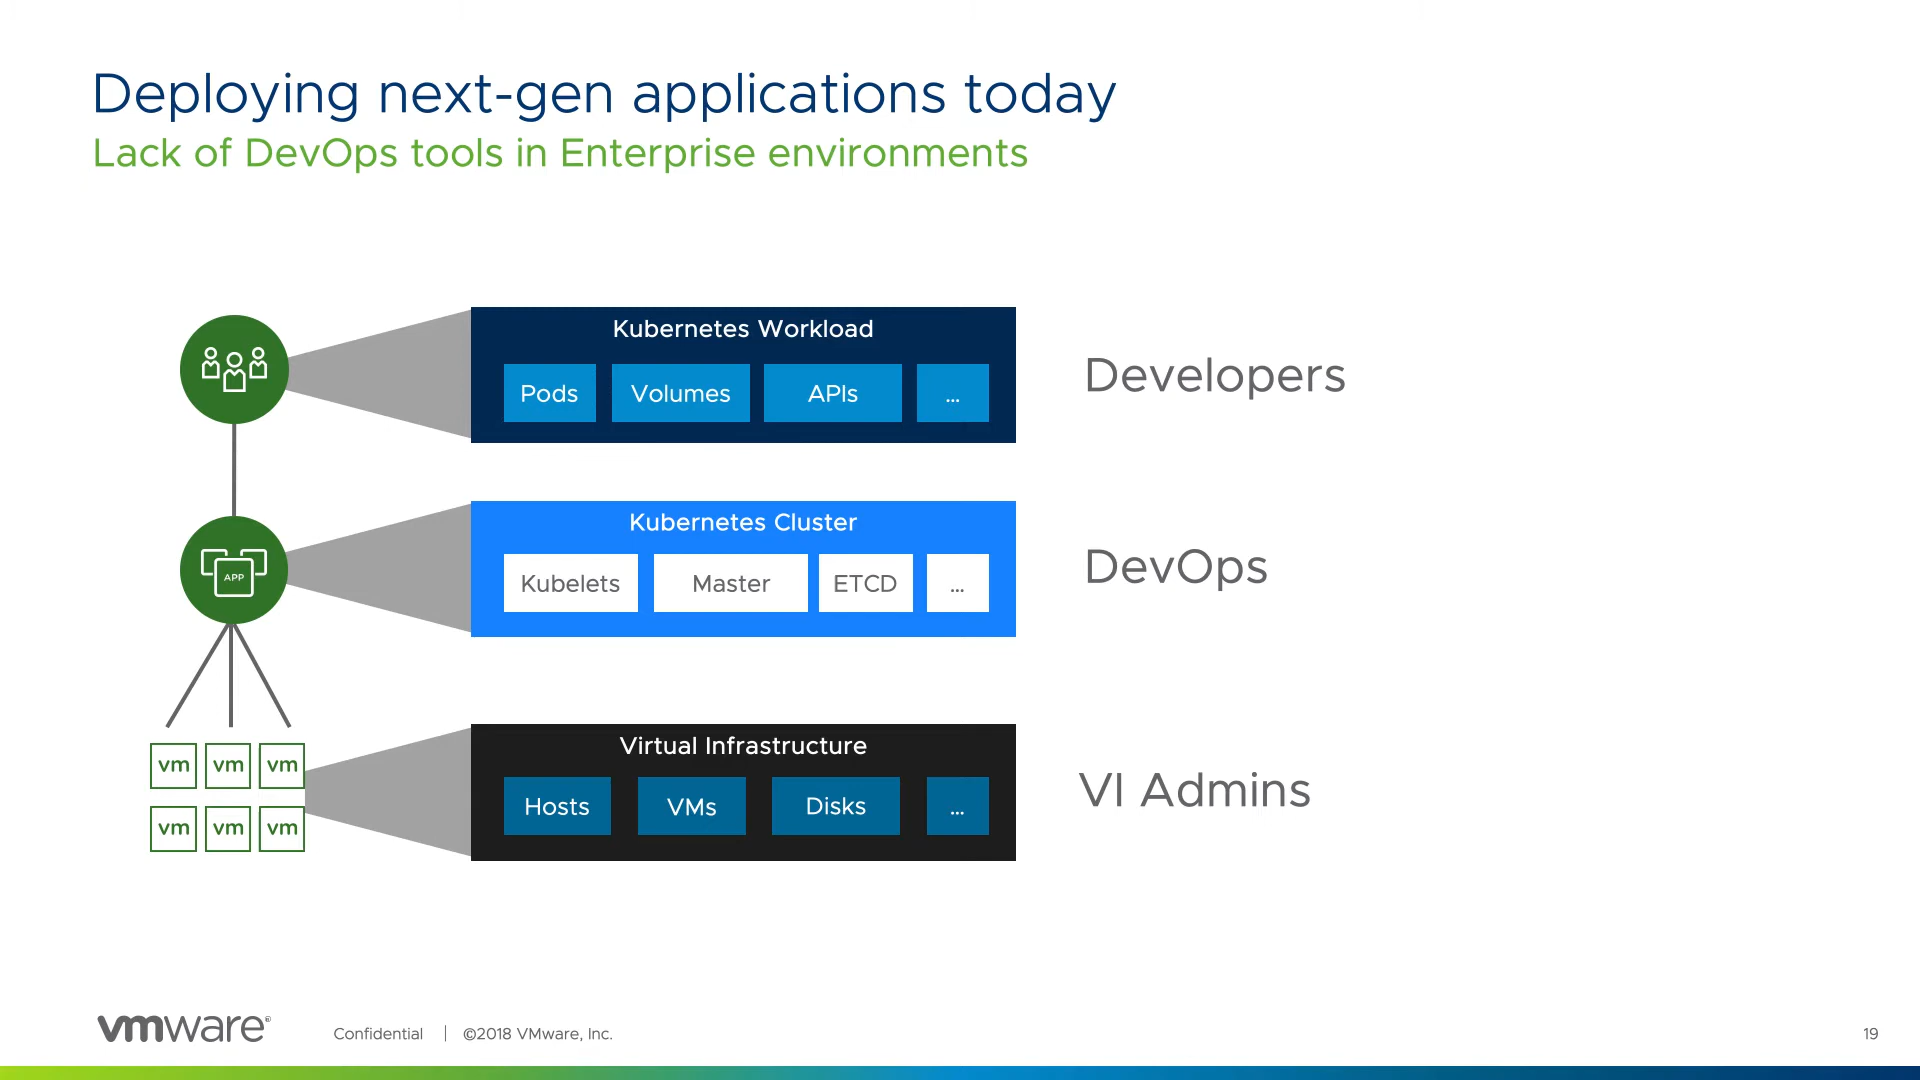 Deploying next-gen applications today
Lack of DevOps tools in Enterprise environments
Kubernetes Workload
Pods Volumes APIs ...
Developers
Kubernetes Cluster
APP
Kubelets Master ETCD ...
DevOps
Virtual Infrastructure
vm vm vm
Hosts VMs Disks ...
VI Admins
vm vm vm
vmware®
Confidential | ©2018 VMware, Inc.
19